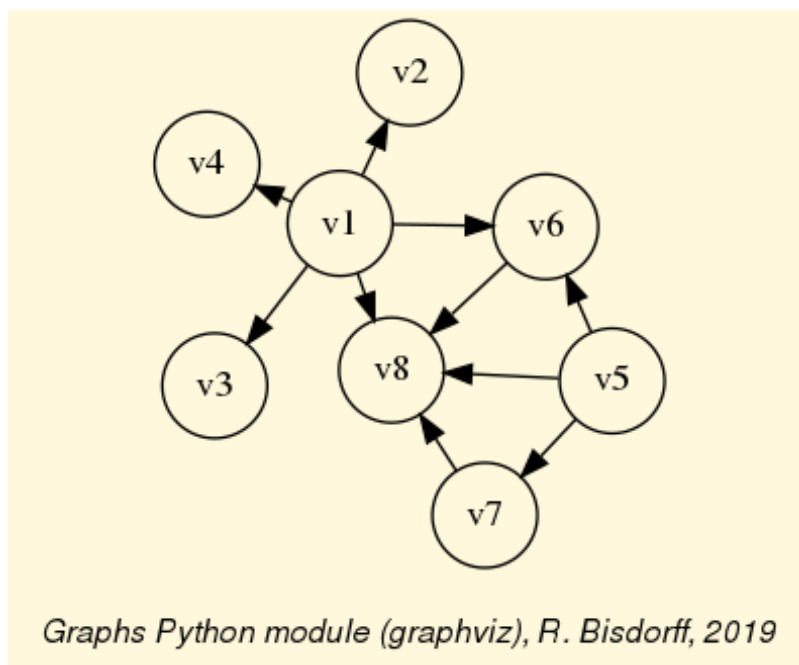 v2
v4
v1
v6
v8
v5
v3
v7
Graphs Python module (graphviz), R. Bisdorff, 2019